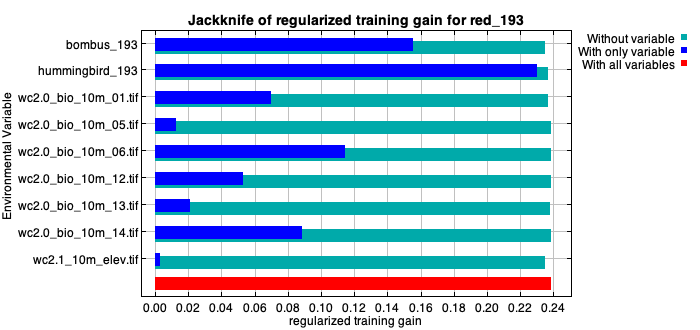 Jackknife of regularized training gain for red_193
Without variable
With only variable
With all variables
Environmental Variable
bombus_193
hummingbird_193
wc2.0_bio_10m_01.tif
wc2.0_bio_10m_05.tif
wc2.0_bio_10m_06.tif
wc2.0_bio_10m_12.tif
wc2.0_bio_10m_13.tif
wc2.0_bio_10m_14.tif
wc2.1_10m_elev.tif
0.00 0.02 0.04 0.06 0.08 0.10 0.12 0.14 0.16 0.18 0.20 0.22 0.24
regularized training gain